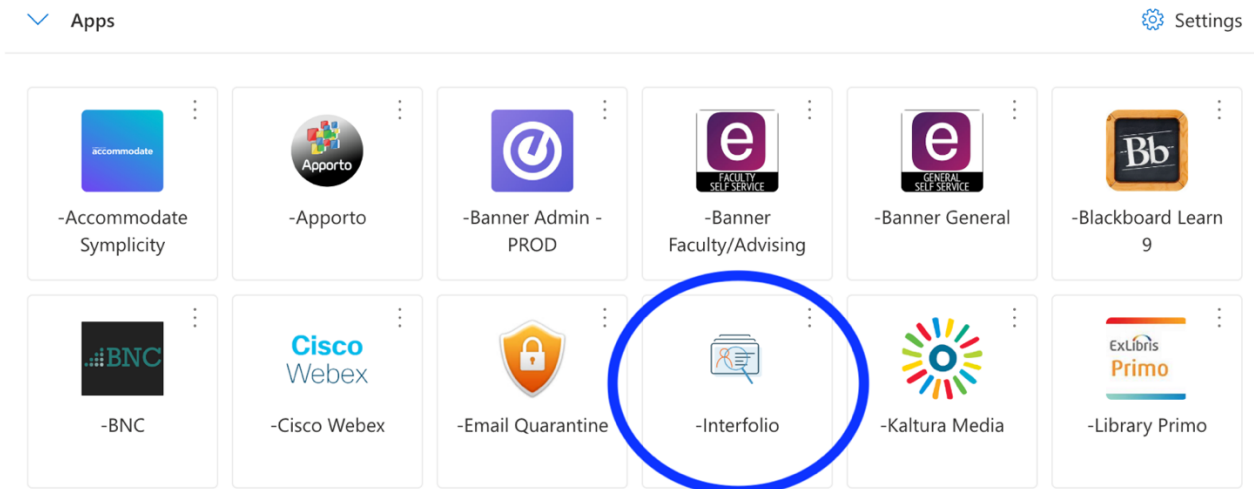 Apps
Settings
accommodate
Apporto
e
FACULTY
SELF SERVICE
e
GENERAL
SELF SERVICE
Bb
-Accommodate
Symplicity
-Apporto
-Banner Admin -
PROD
-Banner
Faculty/Advising
-Banner General
-Blackboard Learn
9
BNC
Cisco
Webex
ExLibris
Primo
-BNC
-Cisco Webex
-Email Quarantine
-Interfolio
-Kaltura Media
-Library Primo